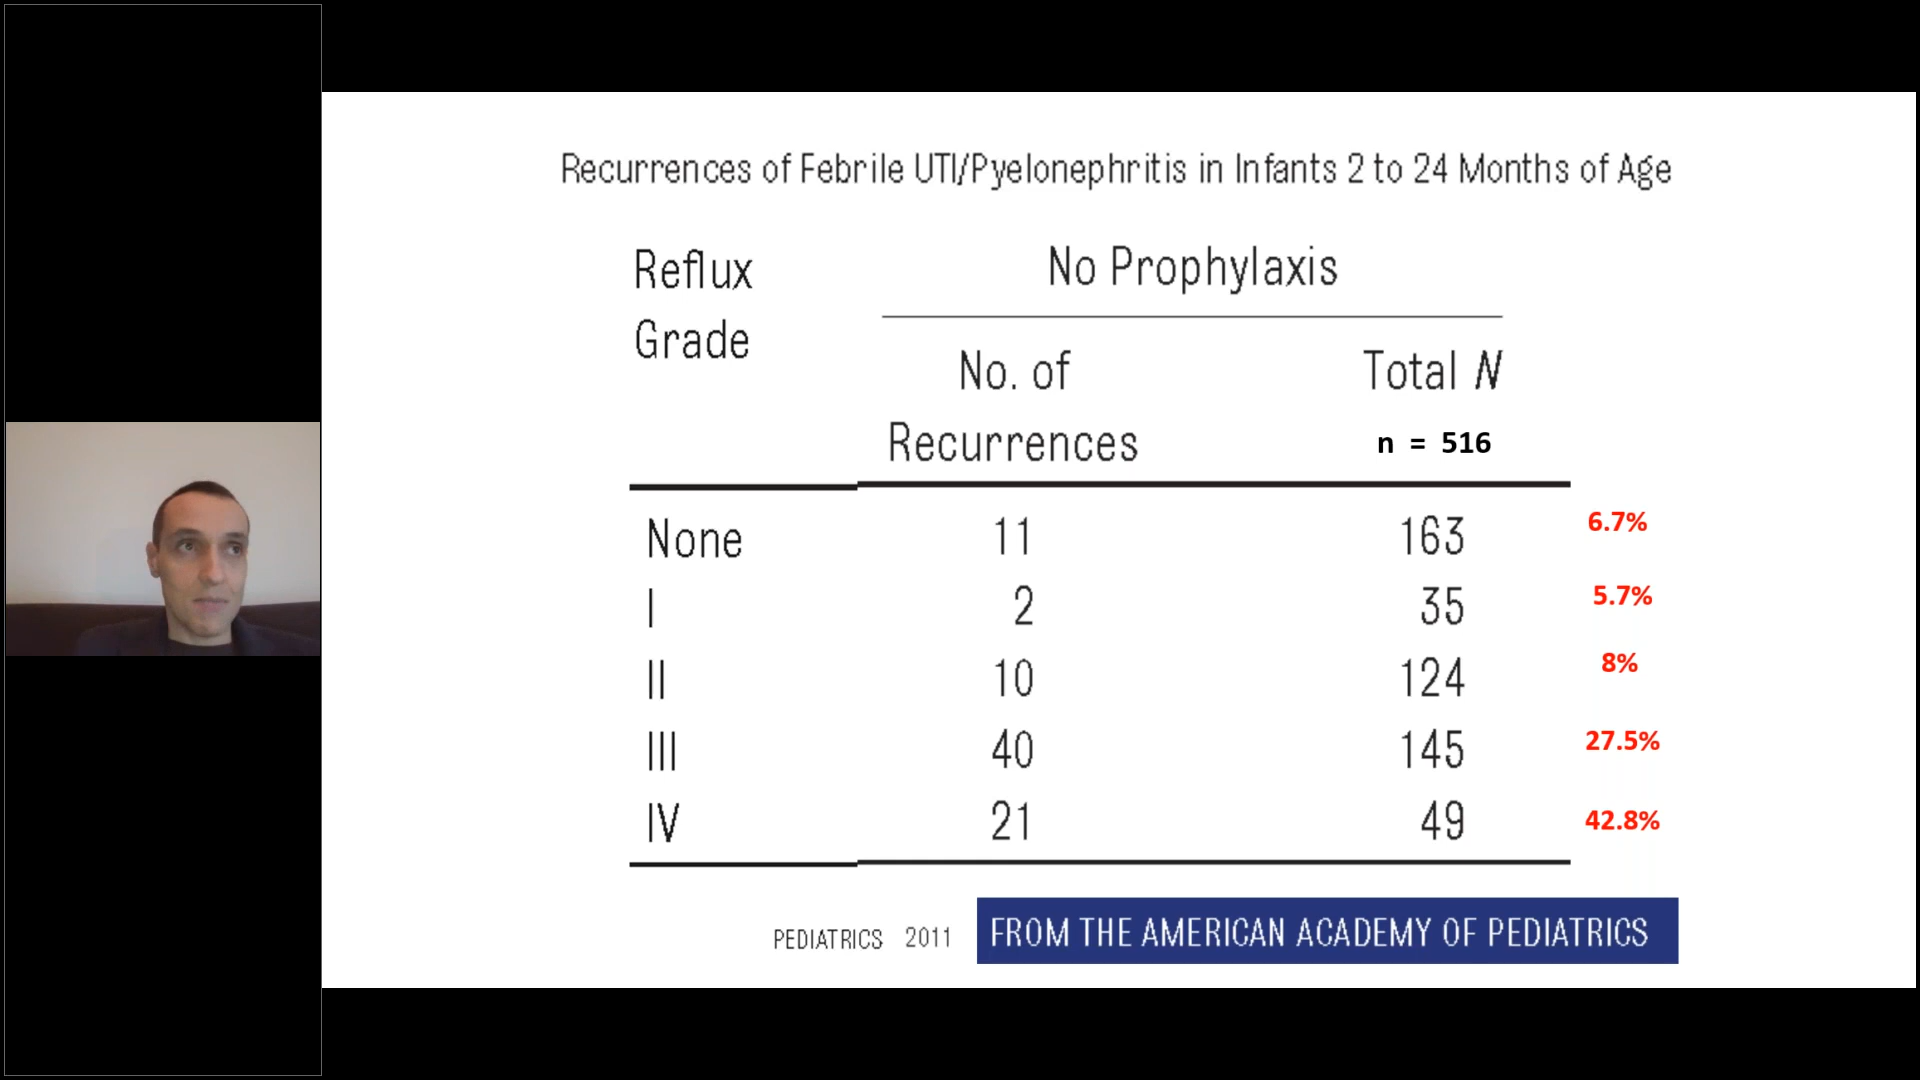 Recurrences of Febrile UTI/Pyelonephritis in Infants 2 to 24 Months of Age
Reflux Grade
No Prophylaxis
No. of Recurrences
Total N
n = 516
None 11 163 6.7%
I 2 35 5.7%
II 10 124 8%
III 40 145 27.5%
IV 21 49 42.8%
PEDIATRICS 2011 FROM THE AMERICAN ACADEMY OF PEDIATRICS